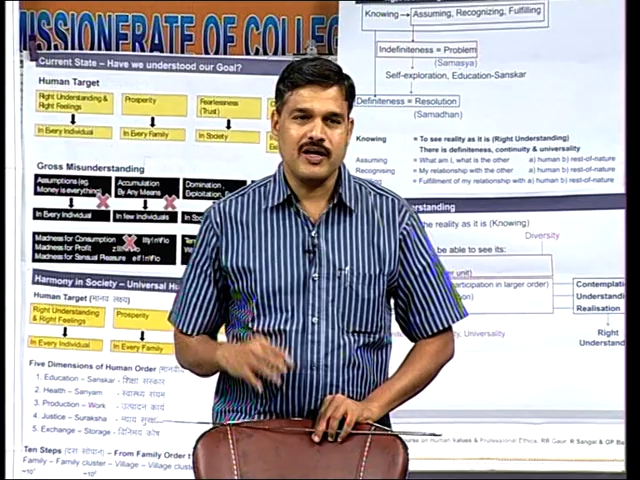 MISSIONERATE OF COLLEG
Current State – Have we understood our Goal?
Human Target
Right Understanding &
Right Feelings
Prosperity
Fearlessness
(Trust)
In Every Individual
In Every Family
In Society
Gross Misunderstanding
Assumptions (eg.
Money is everything)
Accumulation
By Any Means
Domination,
Exploitation,
In Every Individual
In few Individuals
Madness for Consumption
Madness for Profit
Madness for Sensual Pleasure
Harmony in Society – Universal Hu
Human Target (मानवीय लक्ष्य)
Right Understanding
& Right Feelings
Prosperity
In Every Individual
In Every Family
Five Dimensions of Human Order
1. Education – Sanskar - शिक्षा संस्कार
2. Health – Sanyam - स्वास्थ्य संयम
3. Production – Work - उत्पादन कार्य
4. Justice – Suraksha - न्याय सुरक्षा
5. Exchange – Storage - विनिमय कोष
Ten Steps (दस सोपान) – From Family Order t
Family – Family cluster – Village – Village cluster
Knowing
Assuming, Recognizing, Fulfilling
Indefiniteness = Problem
(Samasya)
Self-exploration, Education-Sanskar
Definiteness = Resolution
(Samadhan)
Knowing = To see reality as it is (Right Understanding)
There is definiteness, continuity & universality
Assuming = What am I, what is the other a) human b) rest-of-nature
Recognising = My relationship with the other a) human b) rest-of-nature
Fulfilling = Fulfilment of my relationship with a) human b) rest-of-nature
erstanding
the reality as it is (Knowing)
Diversity
be able to see its:
er unit)
articipation in larger order)
Universality
Contemplati
Understandi
Realisation
Right
Understand
ourse on Human Values & Professional Ethics, RR Gaur, R Sangal & GP Ba